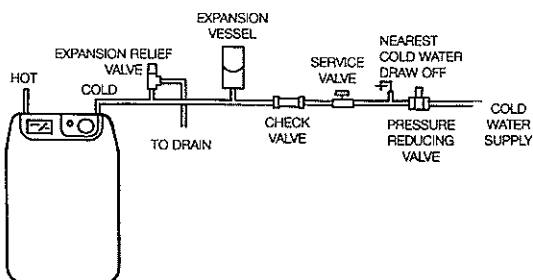 EXPANSION
VESSEL
EXPANSION RELIEF
VALVE
HOT
COLD
TO DRAIN
SERVICE
VALVE
NEAREST
COLD WATER
DRAW OFF
CHECK
VALVE
PRESSURE
REDUCING
VALVE
COLD
WATER
SUPPLY